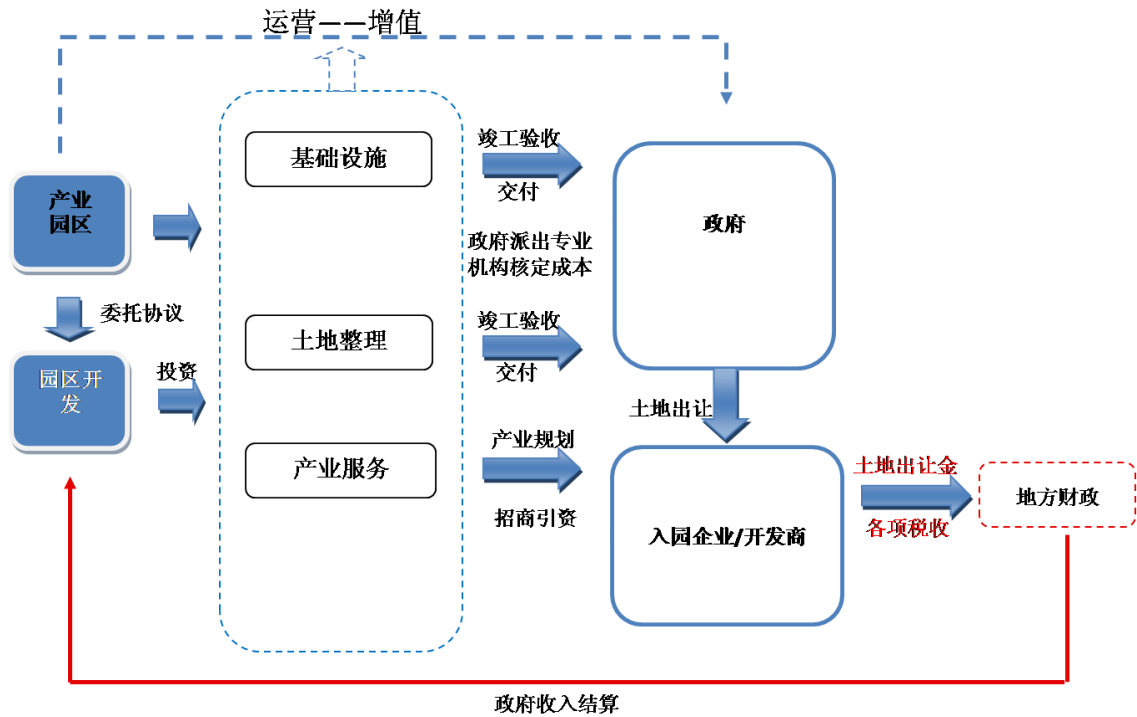 运营——增值
产业
园区
委托协议
园区开
发
投资
基础设施
土地整理
产业服务
竣工验收
交付
政府派出专业
机构核定成本
竣工验收
交付
产业规划
招商引资
政府
土地出让
入园企业/开发商
土地出让金
各项税收
地方财政
政府收入结算